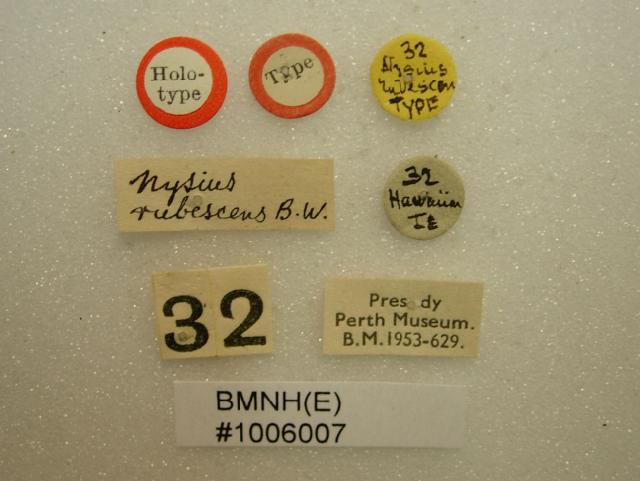 Holo-
type
Type
32
Nysius
rubescens
TYPE
Nysius
rubescens B.W.
32
Hawaiian
32
Pres dy
Perth Museum.
B.M.1953-629.
BMNH(E)
#1006007